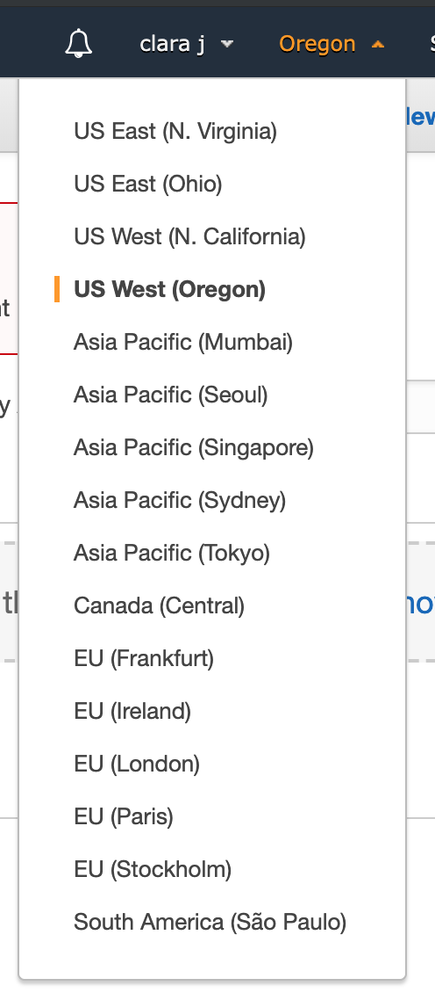 clara j Oregon
US East (N. Virginia)
US East (Ohio)
US West (N. California)
US West (Oregon)
Asia Pacific (Mumbai)
Asia Pacific (Seoul)
Asia Pacific (Singapore)
Asia Pacific (Sydney)
Asia Pacific (Tokyo)
Canada (Central)
EU (Frankfurt)
EU (Ireland)
EU (London)
EU (Paris)
EU (Stockholm)
South America (São Paulo)